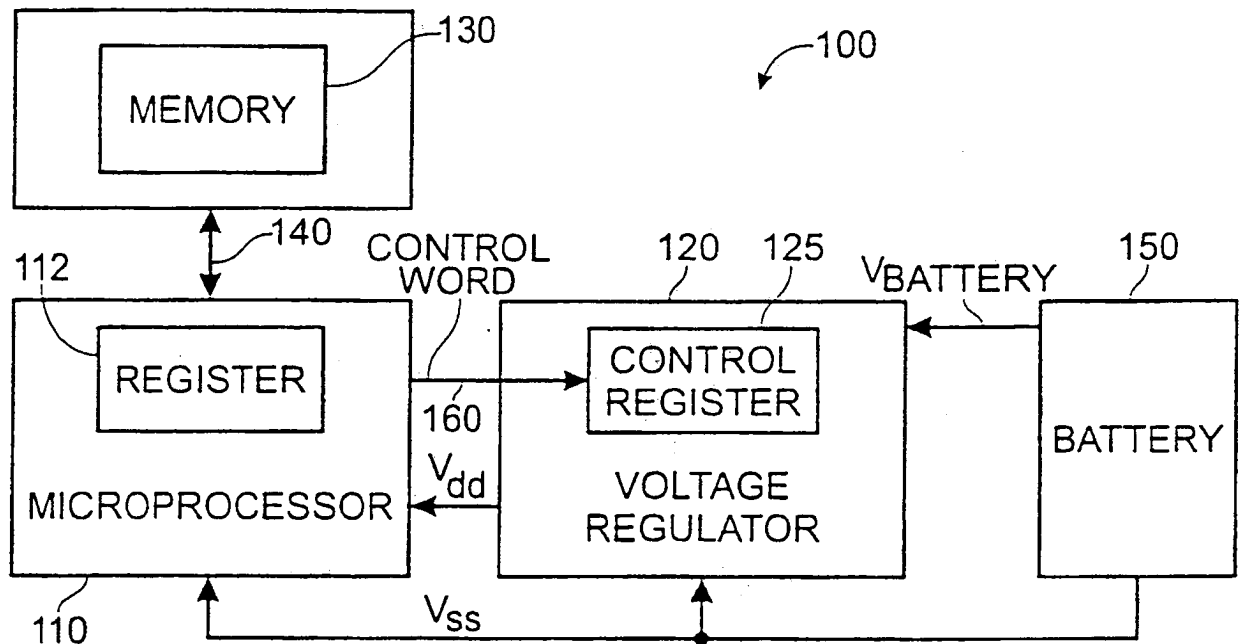 130
MEMORY
100
140
CONTROL
WORD
112
REGISTER
120
125
CONTROL
REGISTER
VBATTERY
150
160
Vdd
MICROPROCESSOR
VOLTAGE
REGULATOR
BATTERY
110
Vss